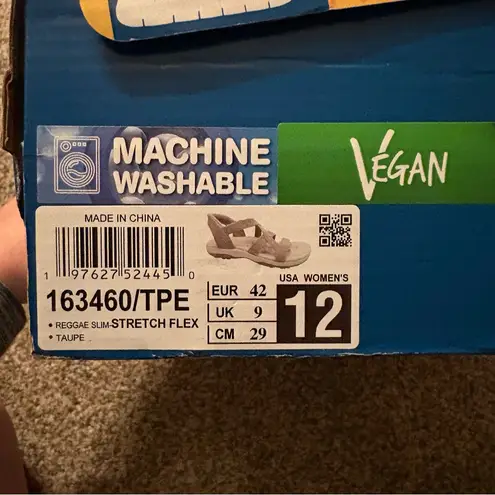 MACHINE
WASHABLE
VEGAN
MADE IN CHINA
1 97627 52445 0
163460/TPE
• REGGAE SLIM-STRETCH FLEX
• TAUPE
EUR 42
UK 9
CM 29
USA WOMEN'S
12